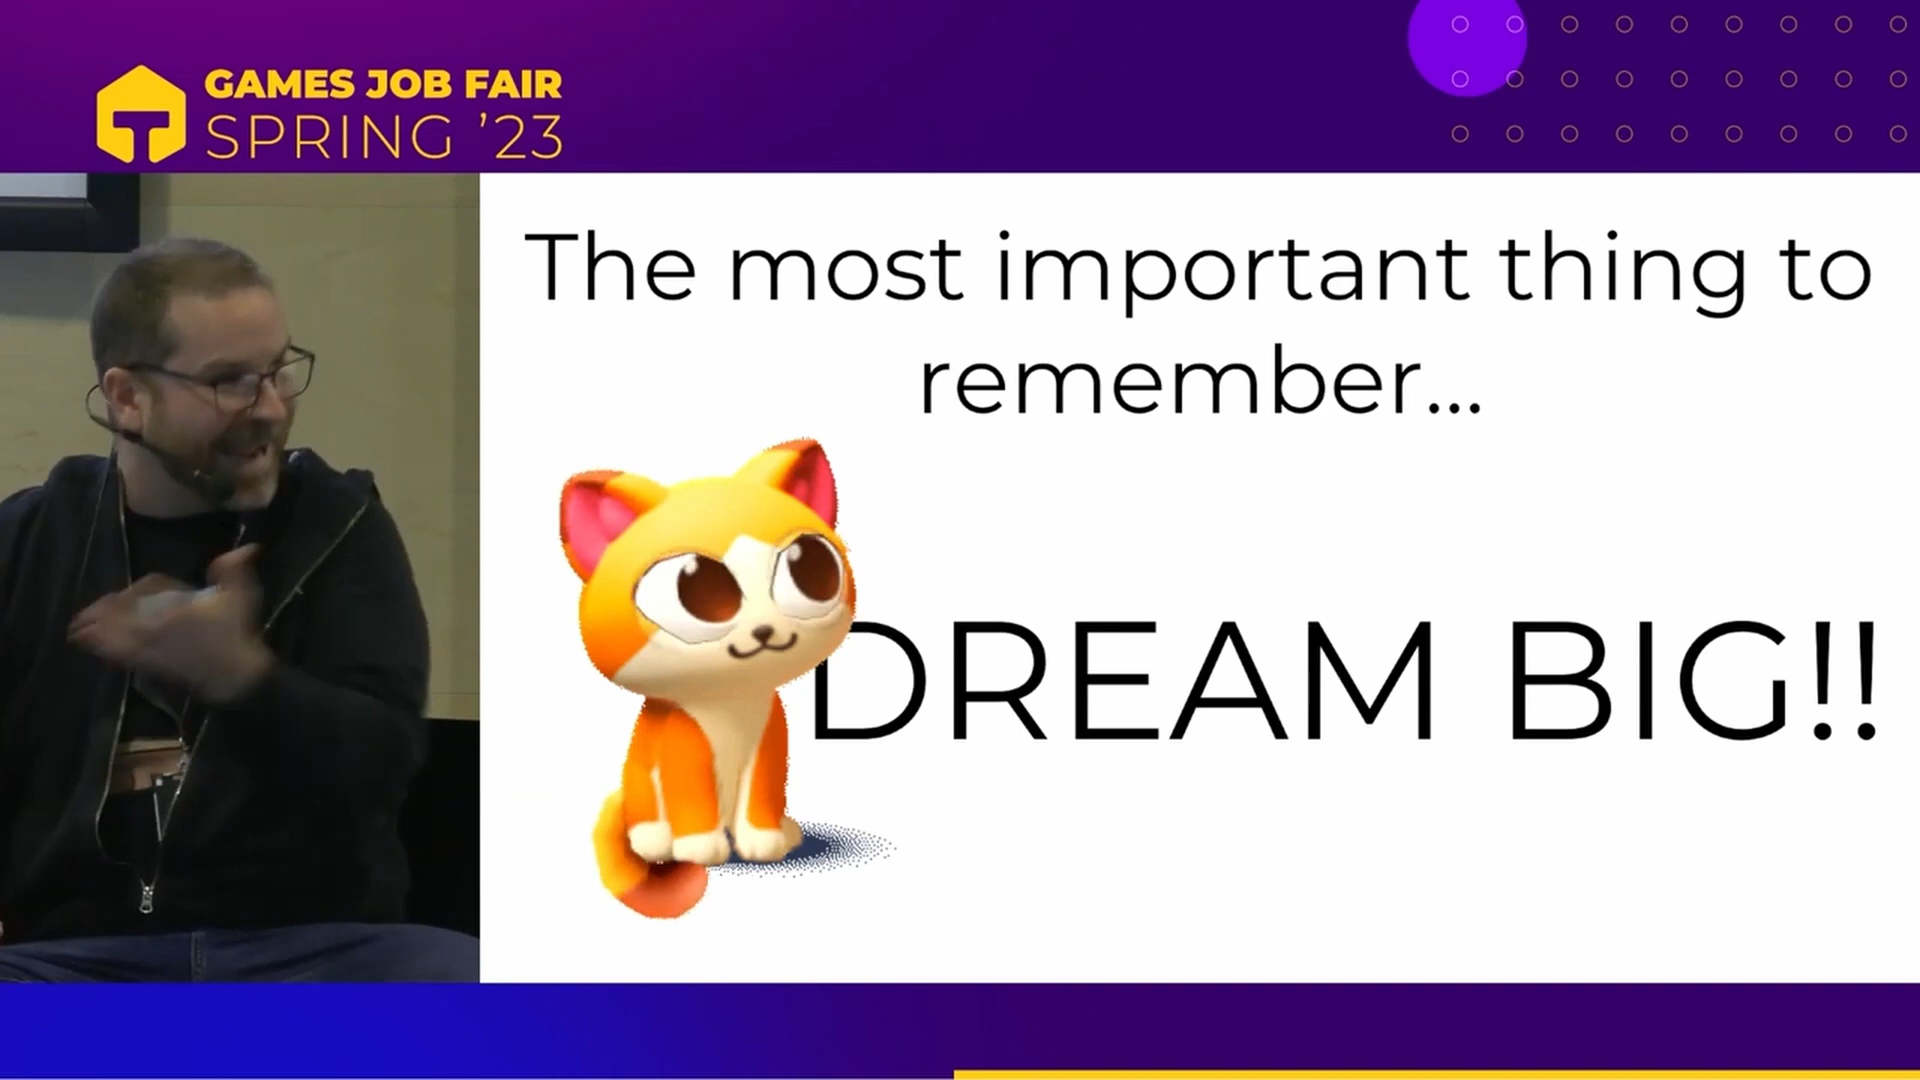 GAMES JOB FAIR
SPRING ’23
The most important thing to
remember...
DREAM BIG!!